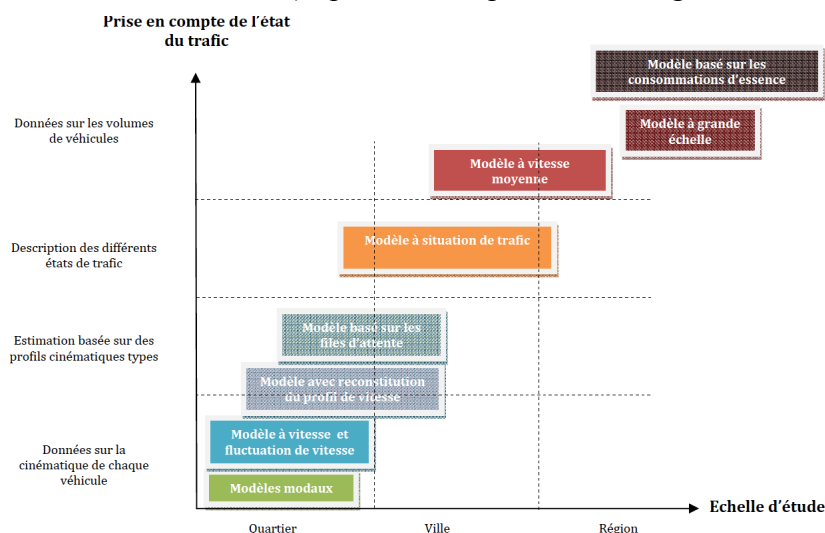 Prise en compte de l'état
du trafic
Modèle basé sur les
consommations d'essence
Données sur les volumes
de véhicules
Modèle à grande
échelle
Modèle à vitesse
moyenne
Description des différents
états de trafic
Modèle à situation de trafic
Estimation basée sur des
profils cinématiques types
Modèle basé sur les
files d'attente
Modèle avec reconstitution
du profil de vitesse
Données sur la
cinématique de chaque
véhicule
Modèle à vitesse et
fluctuation de vitesse
Modèles modaux
Echelle d'étude
Quartier
Ville
Région